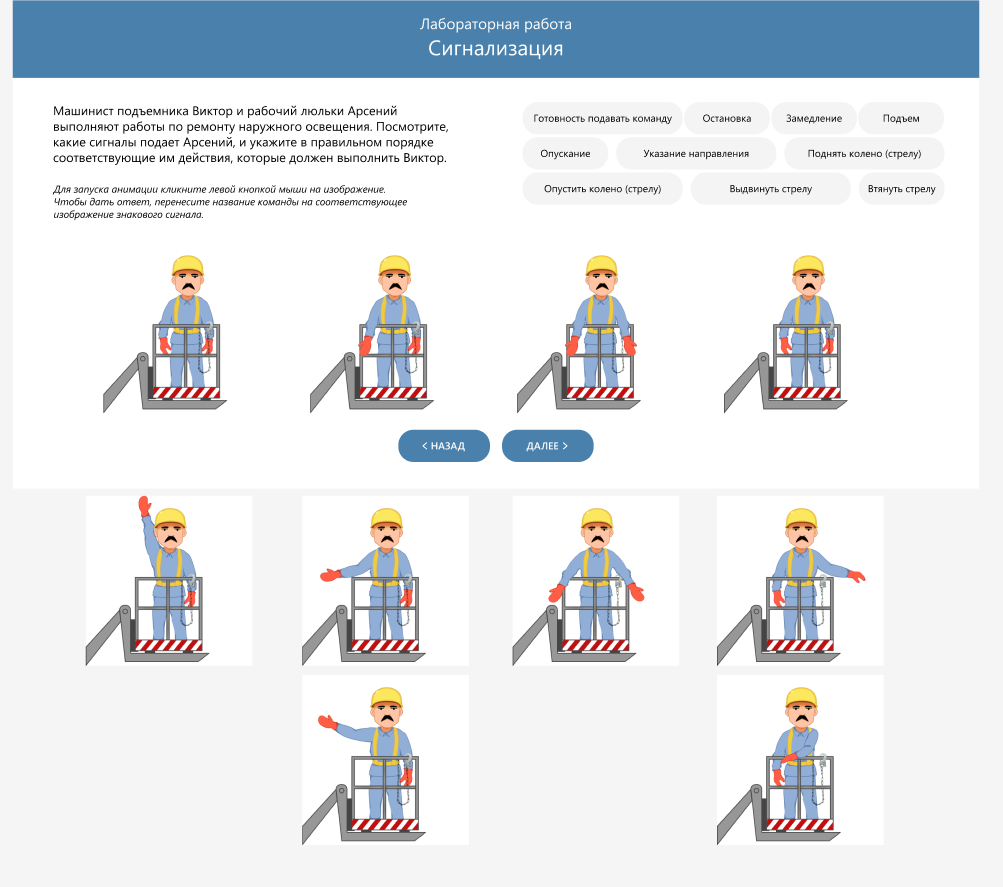 Лабораторная работа
Сигнализация
Машинист подъемника Виктор и рабочий люльки Арсений
выполняют работы по ремонту наружного освещения. Посмотрите,
какие сигналы подает Арсений, и укажите в правильном порядке
соответствующие им действия, которые должен выполнить Виктор.
Для запуска анимации кликните левой кнопкой мыши на изображение.
Чтобы дать ответ, перенесите название команды на соответствующее
изображение знакового сигнала.
Готовность подавать команду
Остановка
Замедление
Подъем
Опускание
Указание направления
Поднять колено (стрелу)
Опустить колено (стрелу)
Выдвинуть стрелу
Втянуть стрелу
< НАЗАД
ДАЛЕЕ >